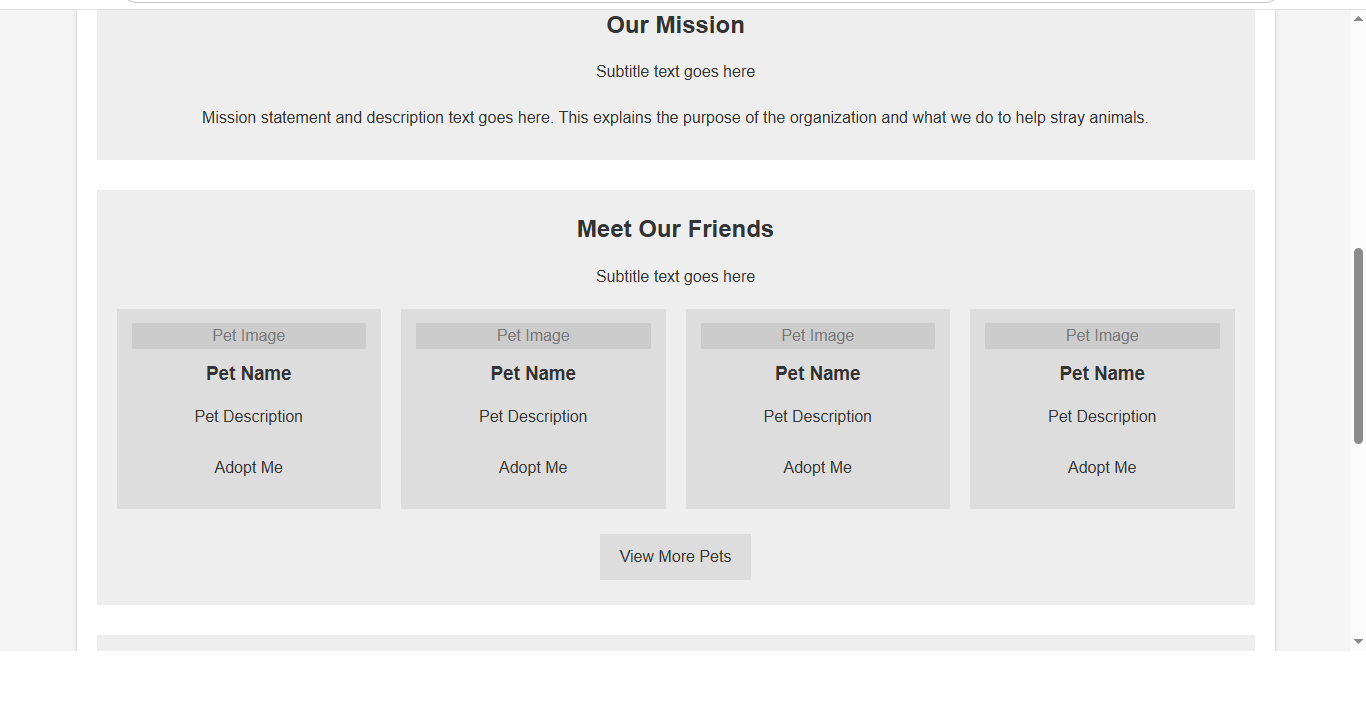 Our Mission
Subtitle text goes here
Mission statement and description text goes here. This explains the purpose of the organization and what we do to help stray animals.
Meet Our Friends
Subtitle text goes here
Pet Image
Pet Name
Pet Description
Adopt Me
Pet Image
Pet Name
Pet Description
Adopt Me
Pet Image
Pet Name
Pet Description
Adopt Me
Pet Image
Pet Name
Pet Description
Adopt Me
View More Pets